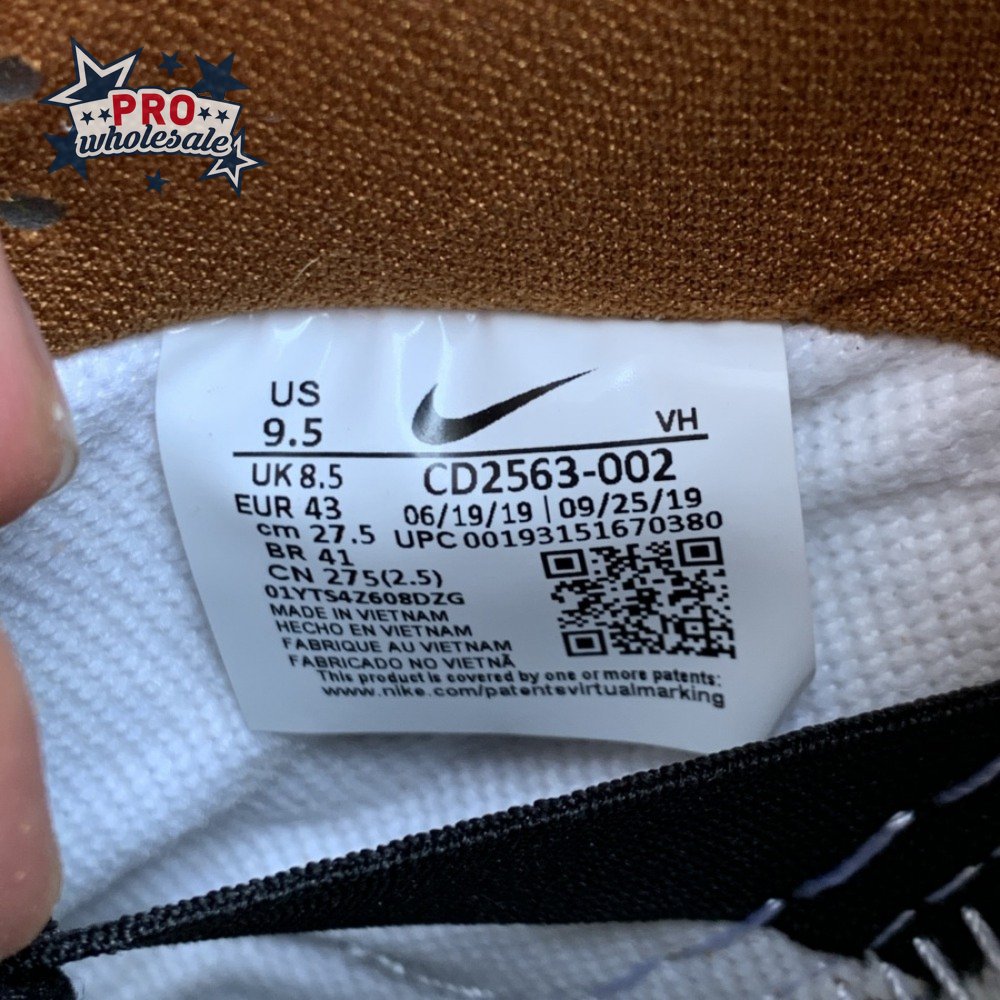 PRO
wholesale
US
9.5
VH
UK 8.5
CD2563-002
EUR 43
06/19/19 | 09/25/19
cm 27.5
UPC 00193151670380
BR 41
CN 275(2.5)
01YTS4Z608DZG
MADE IN VIETNAM
HECHO EN VIETNAM
FABRIQUE AU VIETNAM
FABRICADO NO VIETNÃ
This product is covered by one or more patents:
www.nike.com/patentsvirtualmarking